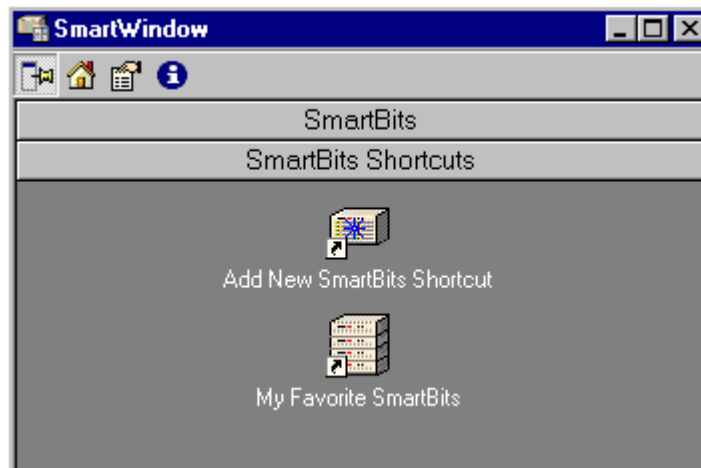 SmartWindow
SmartBits
SmartBits Shortcuts
Add New SmartBits Shortcut
My Favorite SmartBits